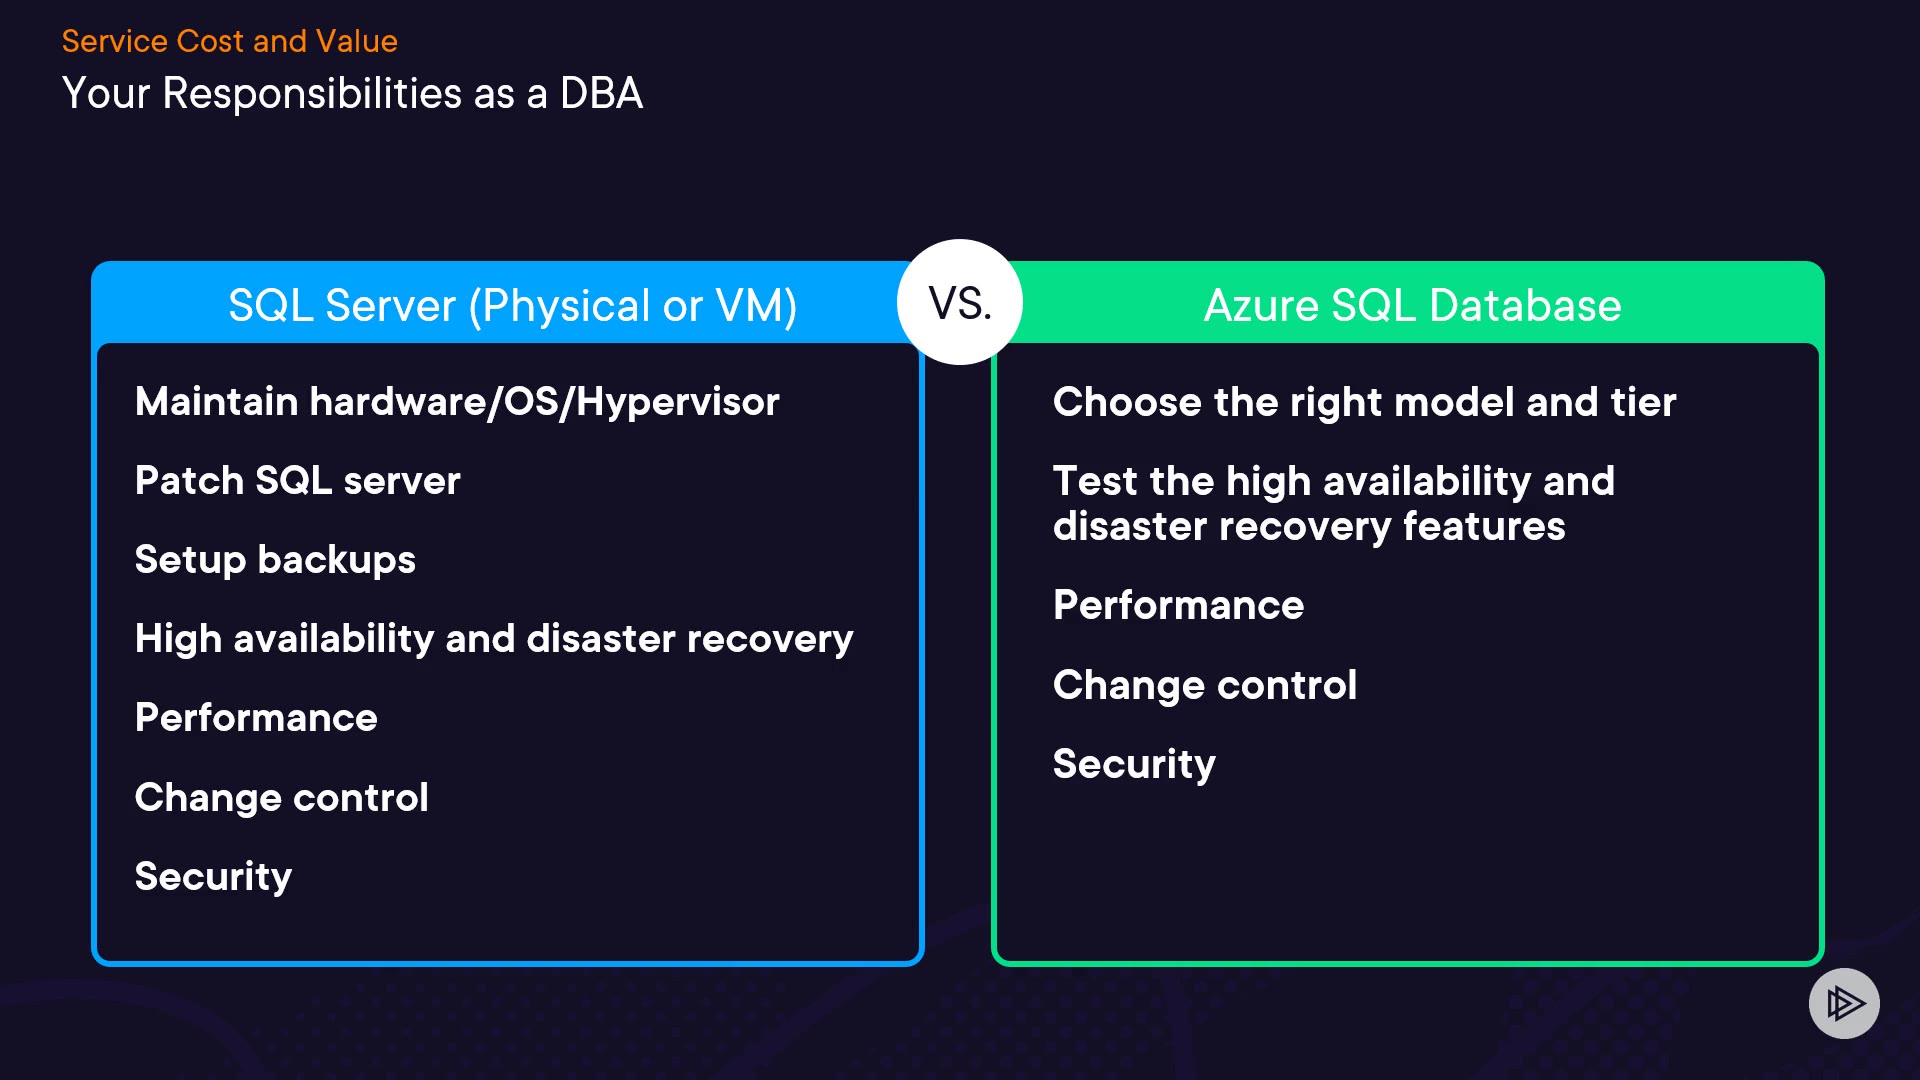 Service Cost and Value
Your Responsibilities as a DBA
SQL Server (Physical or VM)
VS.
Azure SQL Database
Maintain hardware/OS/Hypervisor
Patch SQL server
Setup backups
High availability and disaster recovery
Performance
Change control
Security
Choose the right model and tier
Test the high availability and
disaster recovery features
Performance
Change control
Security